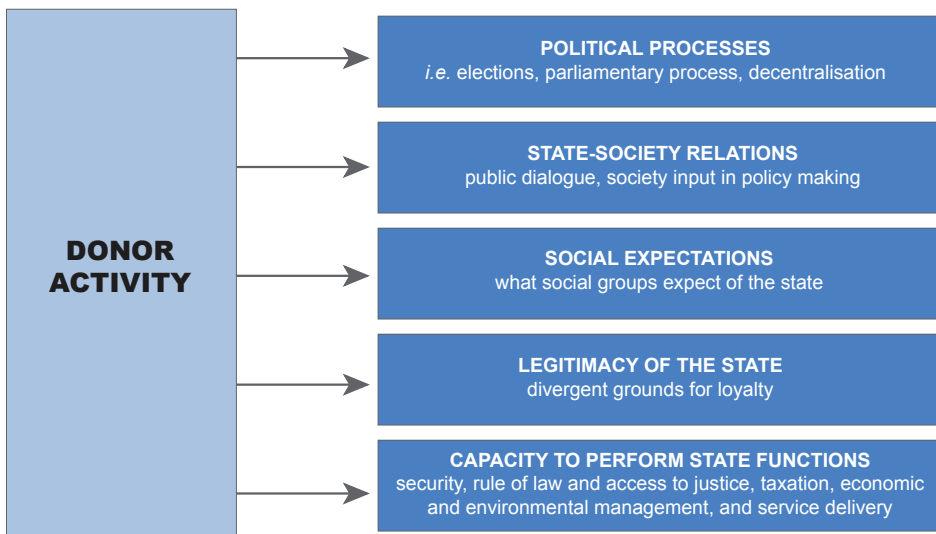 DONOR
ACTIVITY
POLITICAL PROCESSES
i.e. elections, parliamentary process, decentralisation
STATE-SOCIETY RELATIONS
public dialogue, society input in policy making
SOCIAL EXPECTATIONS
what social groups expect of the state
LEGITIMACY OF THE STATE
divergent grounds for loyalty
CAPACITY TO PERFORM STATE FUNCTIONS
security, rule of law and access to justice, taxation, economic
and environmental management, and service delivery